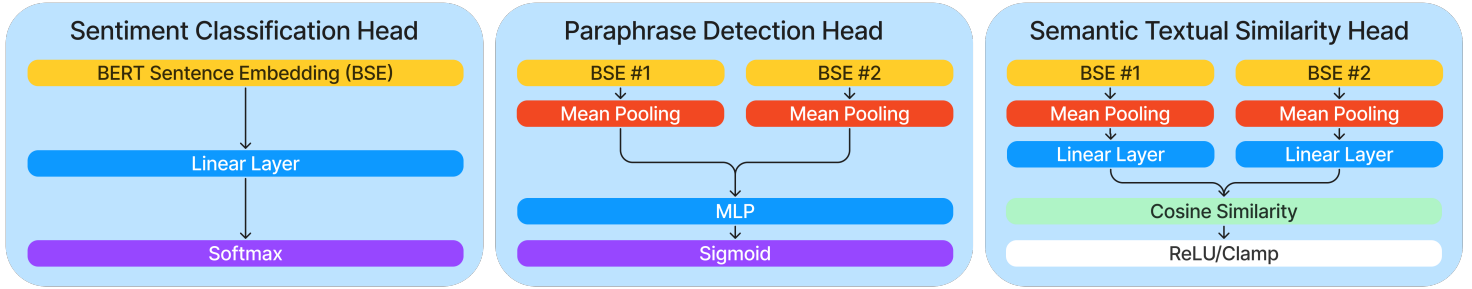 Sentiment Classification Head
BERT Sentence Embedding (BSE)
Linear Layer
Softmax
Paraphrase Detection Head
BSE #1
BSE #2
Mean Pooling
Mean Pooling
MLP
Sigmoid
Semantic Textual Similarity Head
BSE #1
BSE #2
Mean Pooling
Mean Pooling
Linear Layer
Linear Layer
Cosine Similarity
ReLU/Clamp